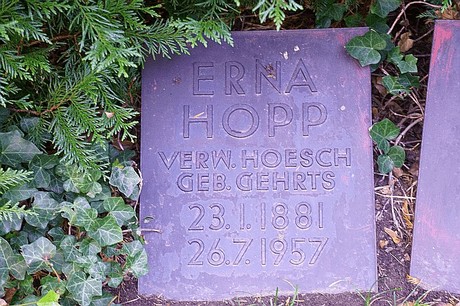 ERNA
HOPP
VERW. HOESCH
GEB. GEHRTS
23.1.1881
26.7.1957